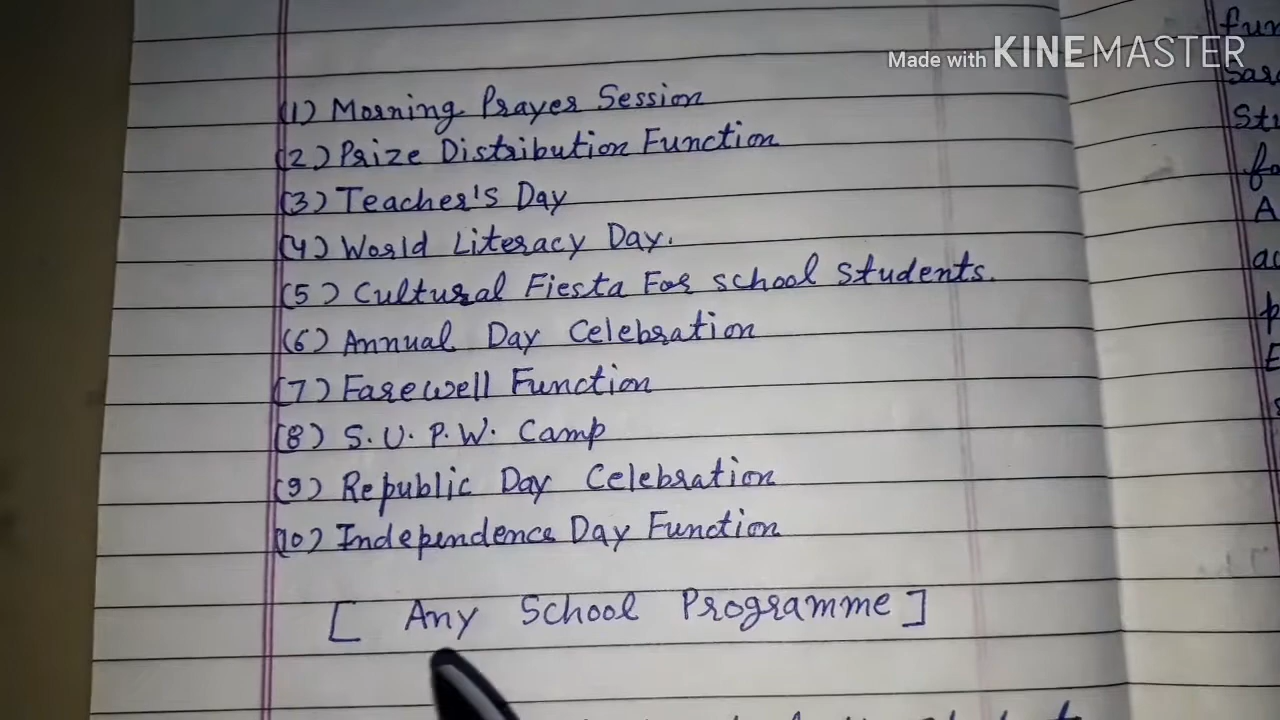 Made with KINEMASTER
(1) Morning Prayer Session
(2) Prize Distribution Function
(3) Teacher's Day
(4) World Literacy Day.
(5) Cultural Fiesta For school students.
(6) Annual Day Celebration
(7) Farewell Function
(8) S.U.P.W. Camp
(9) Republic Day Celebration
(10) Independence Day Function
[ Any School Programme ]